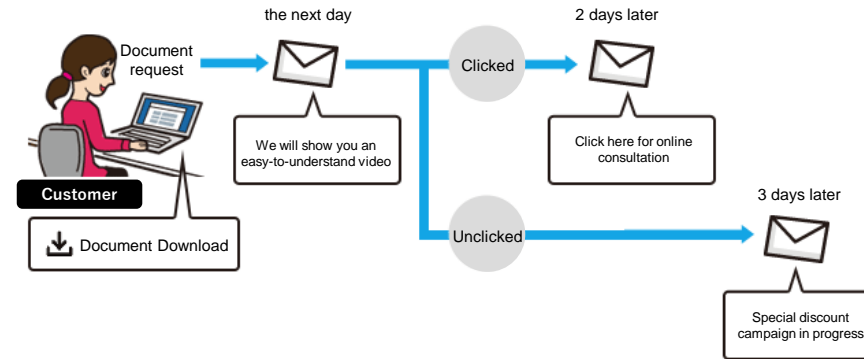 the next day
2 days later
Document
request
Clicked
We will show you an
easy-to-understand video
Click here for online
consultation
Customer
3 days later
Document Download
Unclicked
Special discount
campaign in progress